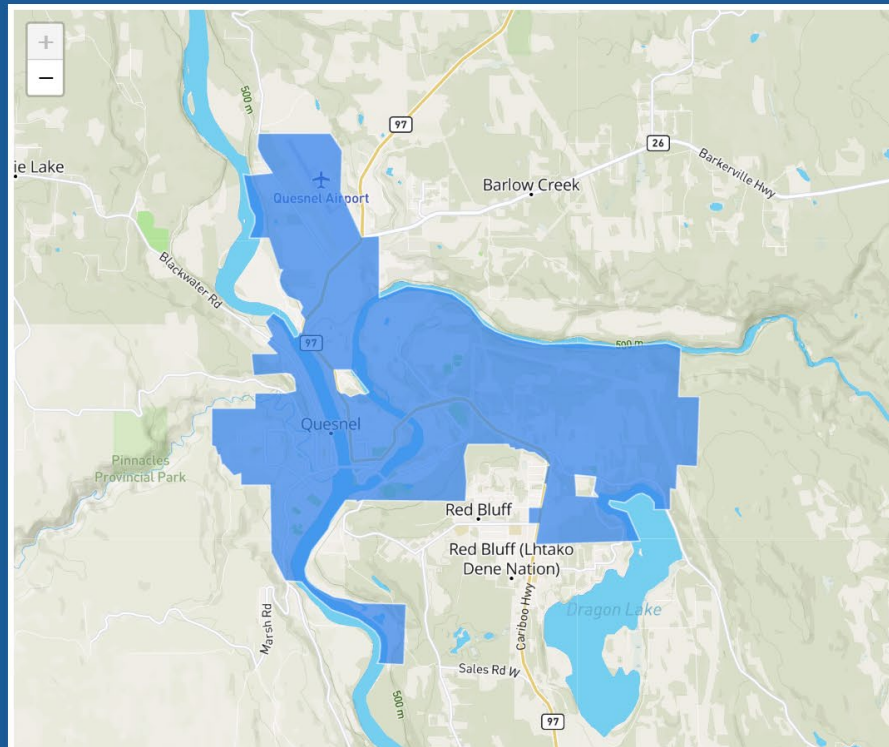 +
−
500 m
97
26
Barkerville Hwy
ie Lake
Barlow Creek
Quesnel Airport
Blackwater Rd
97
500 m
Quesnel
Pinnacles
Provincial Park
Red Bluff
Red Bluff (Lhtako
Dene Nation)
Dragon Lake
Marsh Rd
Cariboo Hwy
Sales Rd W
500 m
97